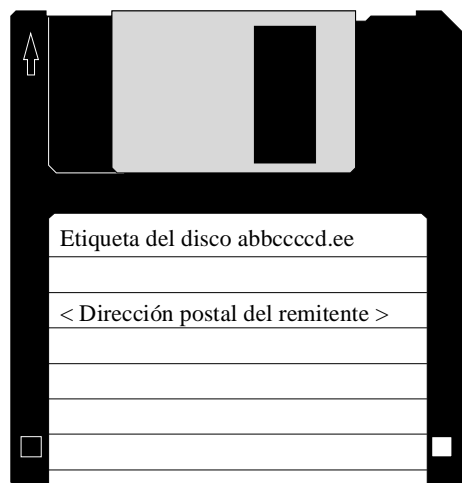 Etiqueta del disco abbccccd.ee
< Dirección postal del remitente >